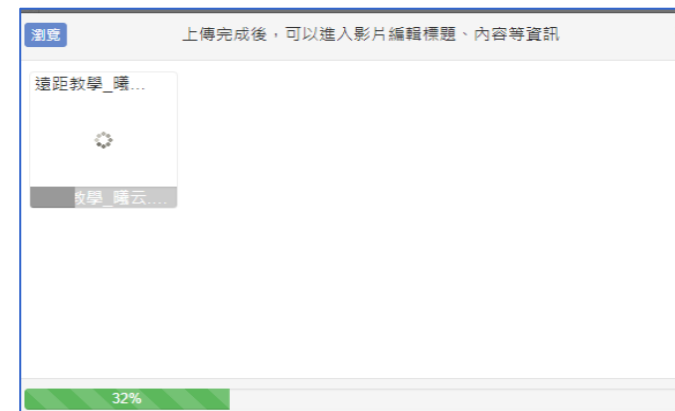 瀏覽
上傳完成後，可以進入影片編輯標題、內容等資訊
遠距教學_曦...
教學_曦云....
32%